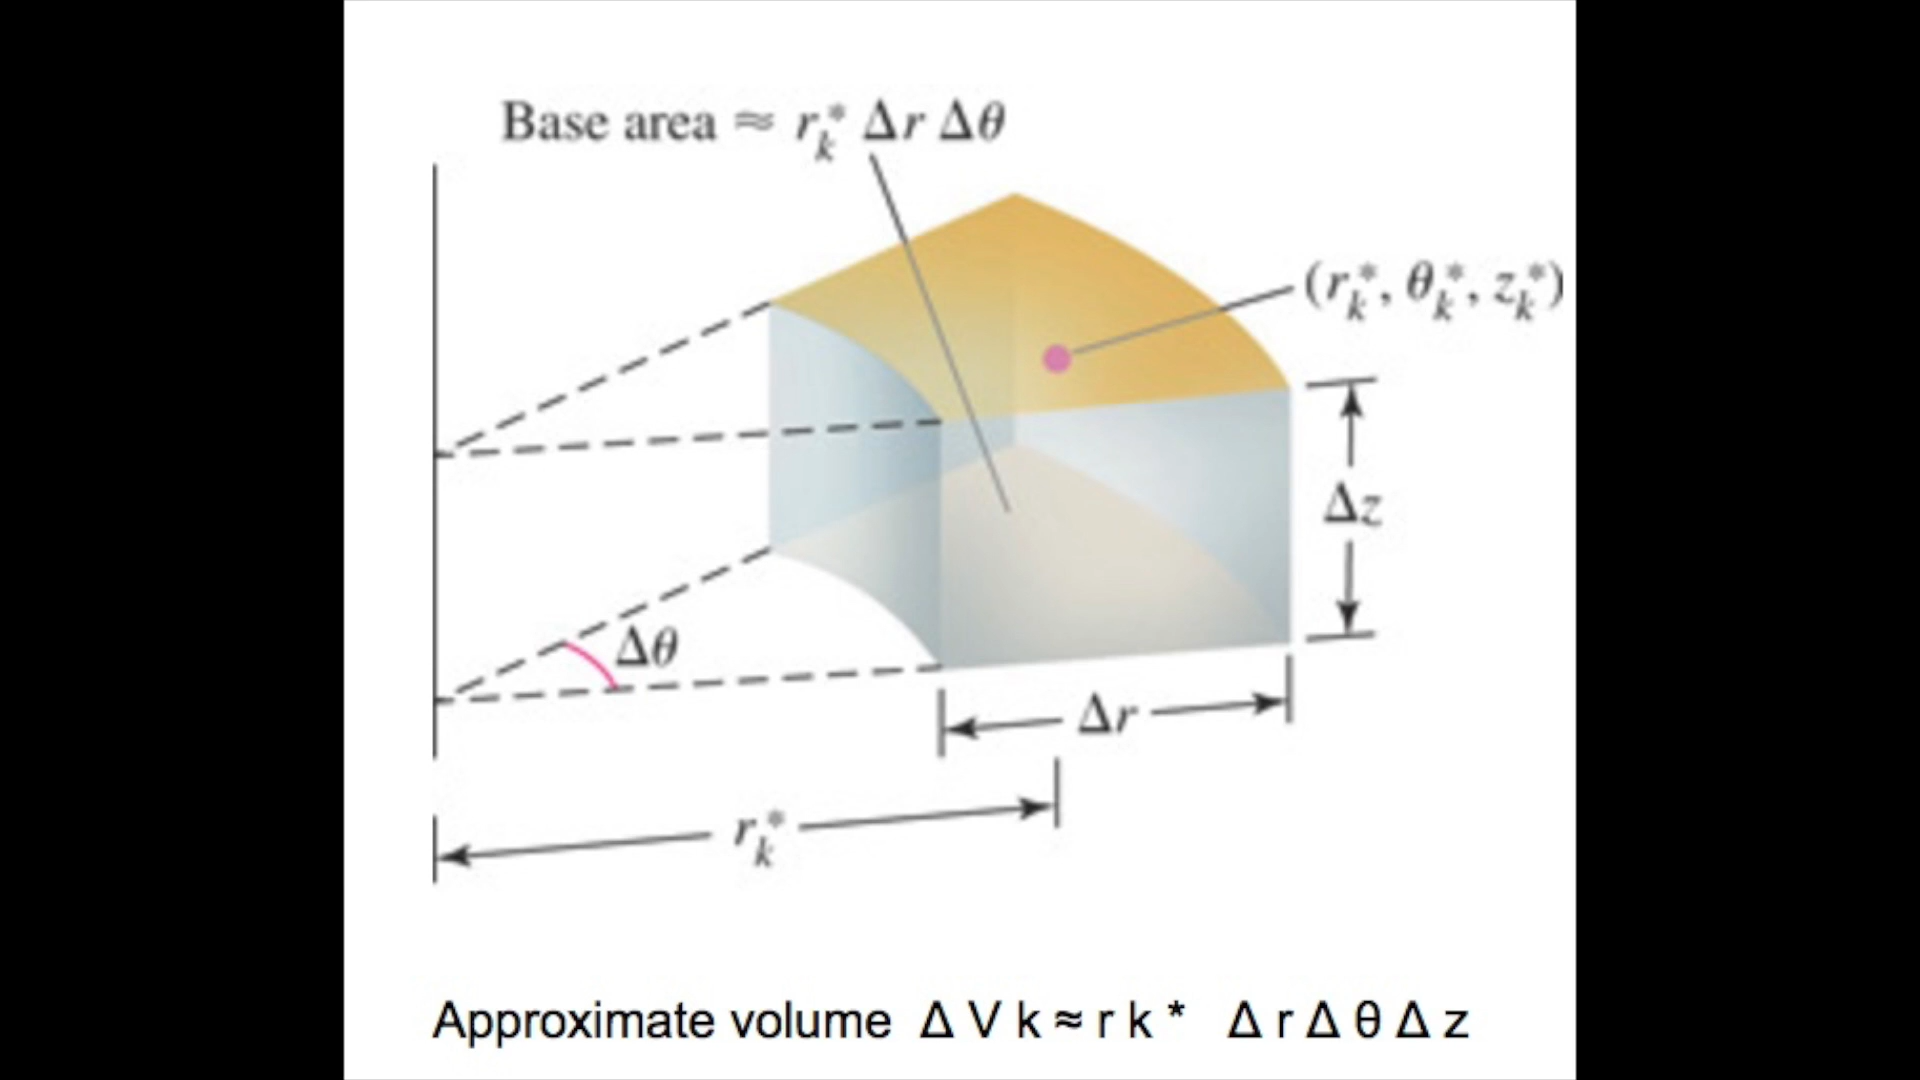 Base area ≈ r*k Δr Δθ
(r*k, θ*k, z*k)
Δz
Δθ
Δr
r*k
Approximate volume Δ V k ≈ r k * Δ r Δ θ Δ z